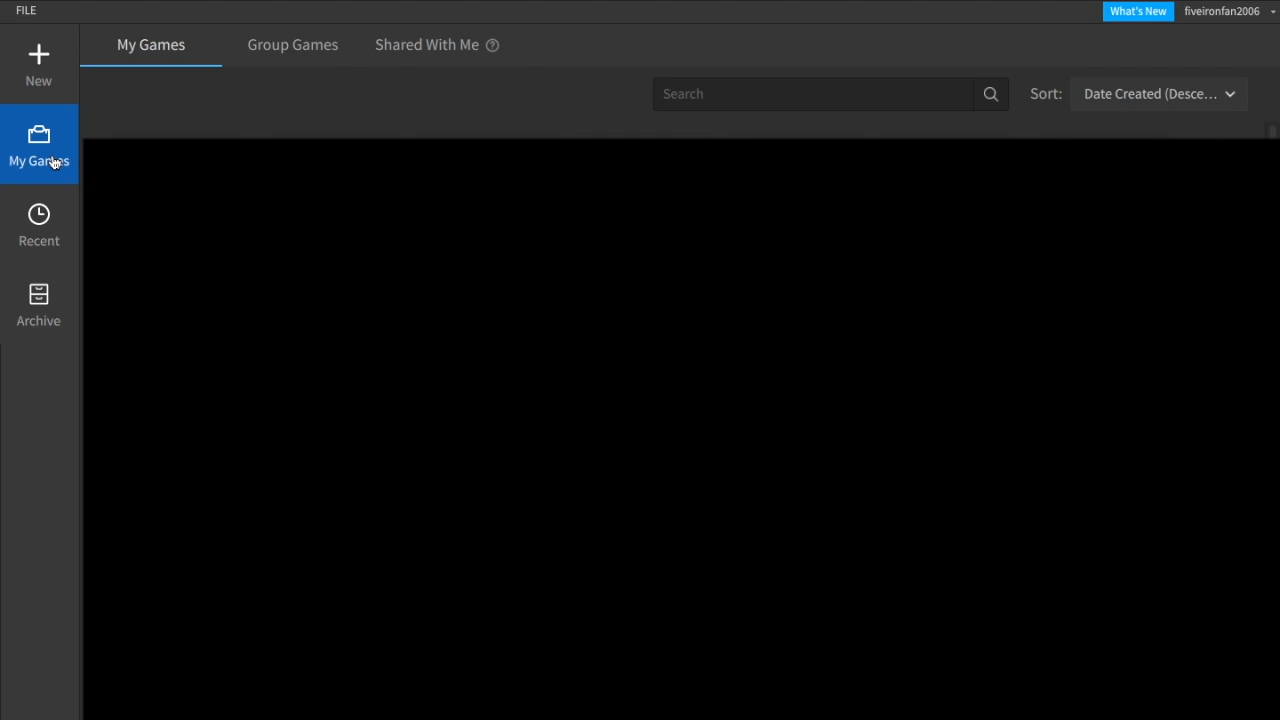 FILE
What's New
fiveironfan2006
New
My Games
Recent
Archive
My Games
Group Games
Shared With Me
Search
Sort:
Date Created (Desce...